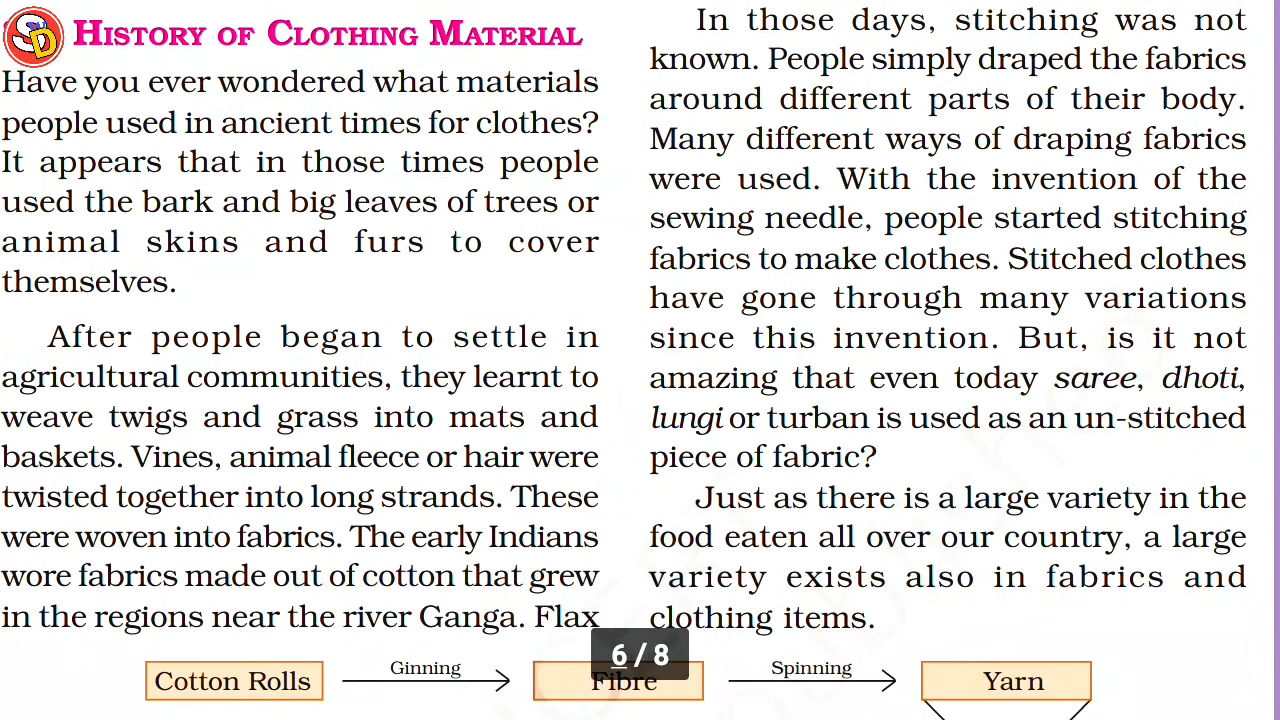 SD
HISTORY OF CLOTHING MATERIAL
Have you ever wondered what materials
people used in ancient times for clothes?
It appears that in those times people
used the bark and big leaves of trees or
animal skins and furs to cover
themselves.
After people began to settle in
agricultural communities, they learnt to
weave twigs and grass into mats and
baskets. Vines, animal fleece or hair were
twisted together into long strands. These
were woven into fabrics. The early Indians
wore fabrics made out of cotton that grew
in the regions near the river Ganga. Flax
In those days, stitching was not
known. People simply draped the fabrics
around different parts of their body.
Many different ways of draping fabrics
were used. With the invention of the
sewing needle, people started stitching
fabrics to make clothes. Stitched clothes
have gone through many variations
since this invention. But, is it not
amazing that even today saree, dhoti,
lungi or turban is used as an un-stitched
piece of fabric?
Just as there is a large variety in the
food eaten all over our country, a large
variety exists also in fabrics and
clothing items.
6 / 8
Cotton Rolls
Ginning
Fibre
Spinning
Yarn